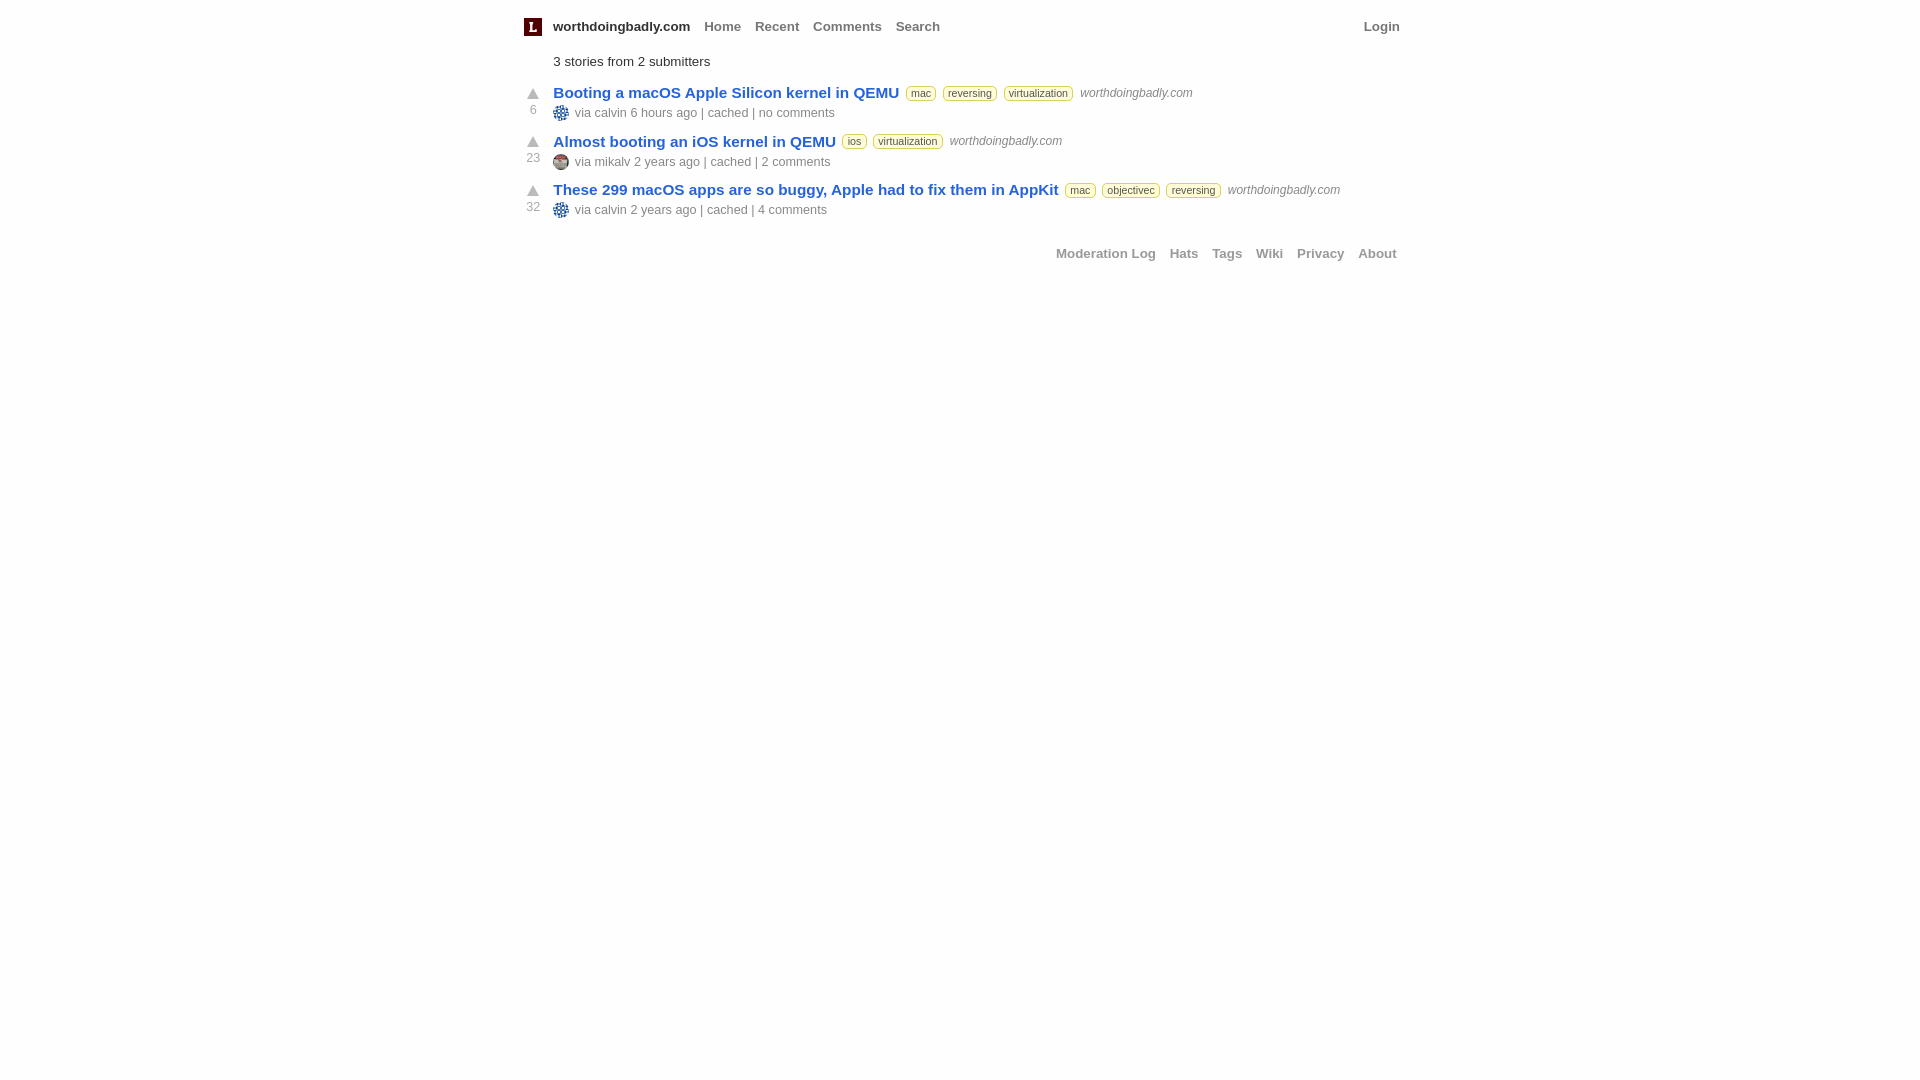 L worthdoingbadly.com Home Recent Comments Search Login
3 stories from 2 submitters
Booting a macOS Apple Silicon kernel in QEMU mac reversing virtualization worthdoingbadly.com
6 via calvin 6 hours ago | cached | no comments
Almost booting an iOS kernel in QEMU ios virtualization worthdoingbadly.com
23 via mikalv 2 years ago | cached | 2 comments
These 299 macOS apps are so buggy, Apple had to fix them in AppKit mac objectivec reversing worthdoingbadly.com
32 via calvin 2 years ago | cached | 4 comments
Moderation Log Hats Tags Wiki Privacy About